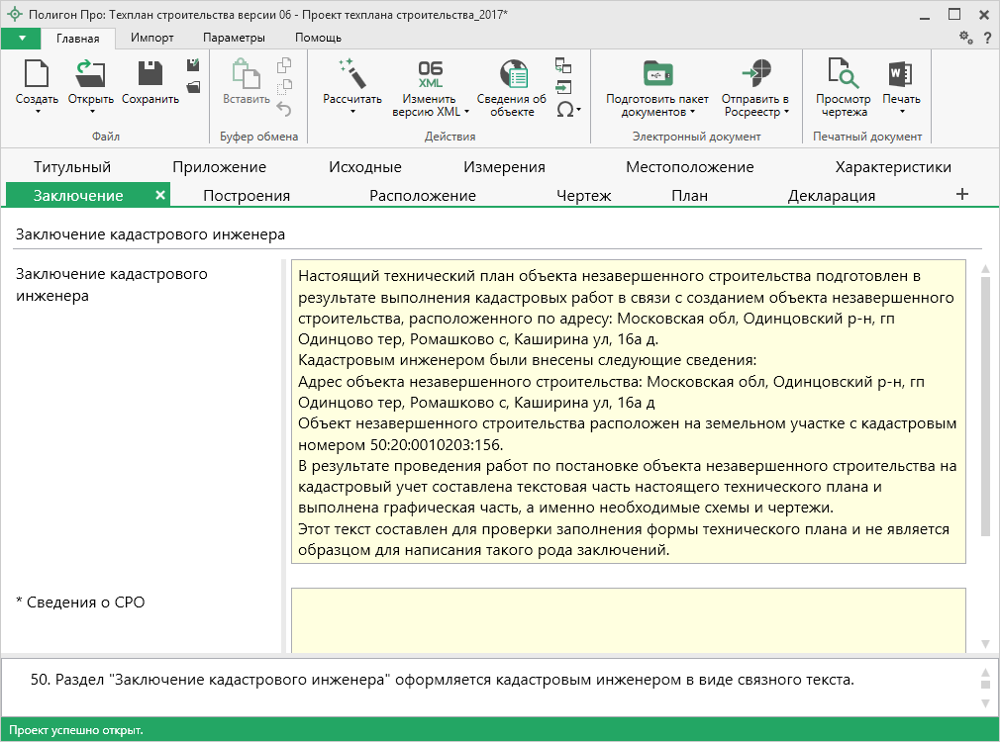 Полигон Про: Техплан строительства версии 06 - Проект техплана строительства_2017*
Главная Импорт Параметры Помощь ?
Создать Открыть Сохранить Вставить Рассчитать 06 XML Изменить версию XML Сведения об объекте Ω Подготовить пакет документов Отправить в Росреестр Просмотр чертежа W Печать
Файл Буфер обмена Действия Электронный документ Печатный документ
Титульный Приложение Исходные Измерения Местоположение Характеристики
Заключение Построения Расположение Чертеж План Декларация +
Заключение кадастрового инженера
Заключение кадастрового
инженера
Настоящий технический план объекта незавершенного строительства подготовлен в
результате выполнения кадастровых работ в связи с созданием объекта незавершенного
строительства, расположенного по адресу: Московская обл, Одинцовский р-н, гп
Одинцово тер, Ромашково с, Каширина ул, 16а д.
Кадастровым инженером были внесены следующие сведения:
Адрес объекта незавершенного строительства: Московская обл, Одинцовский р-н, гп
Одинцово тер, Ромашково с, Каширина ул, 16а д
Объект незавершенного строительства расположен на земельном участке с кадастровым
номером 50:20:0010203:156.
В результате проведения работ по постановке объекта незавершенного строительства на
кадастровый учет составлена текстовая часть настоящего технического плана и
выполнена графическая часть, а именно необходимые схемы и чертежи.
Этот текст составлен для проверки заполнения формы технического плана и не является
образцом для написания такого рода заключений.
* Сведения о СРО
50. Раздел "Заключение кадастрового инженера" оформляется кадастровым инженером в виде связного текста.
Проект успешно открыт.